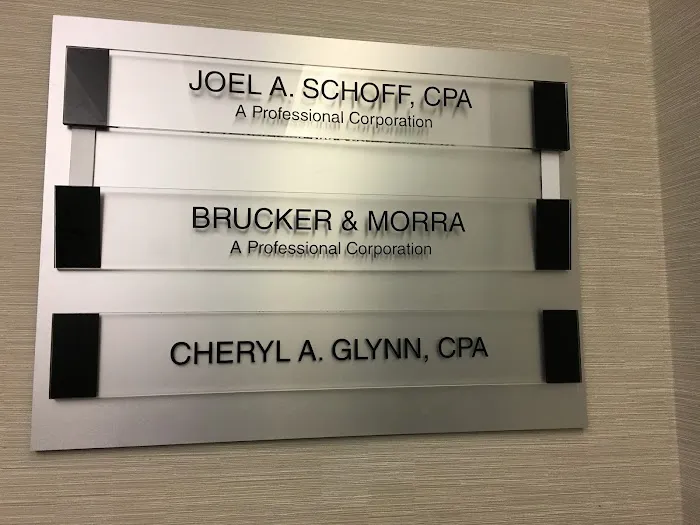 JOEL A. SCHOFF, CPA
A Professional Corporation
BRUCKER & MORRA
A Professional Corporation
CHERYL A. GLYNN, CPA